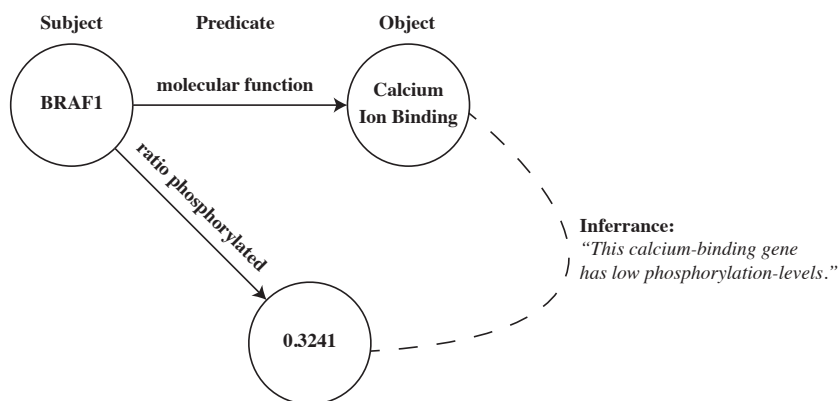 Subject Predicate Object
BRAF1
molecular function
Calcium
Ion Binding
ratio phosphorylated
Inferrance:
“This calcium-binding gene
has low phosphorylation-levels.”
0.3241